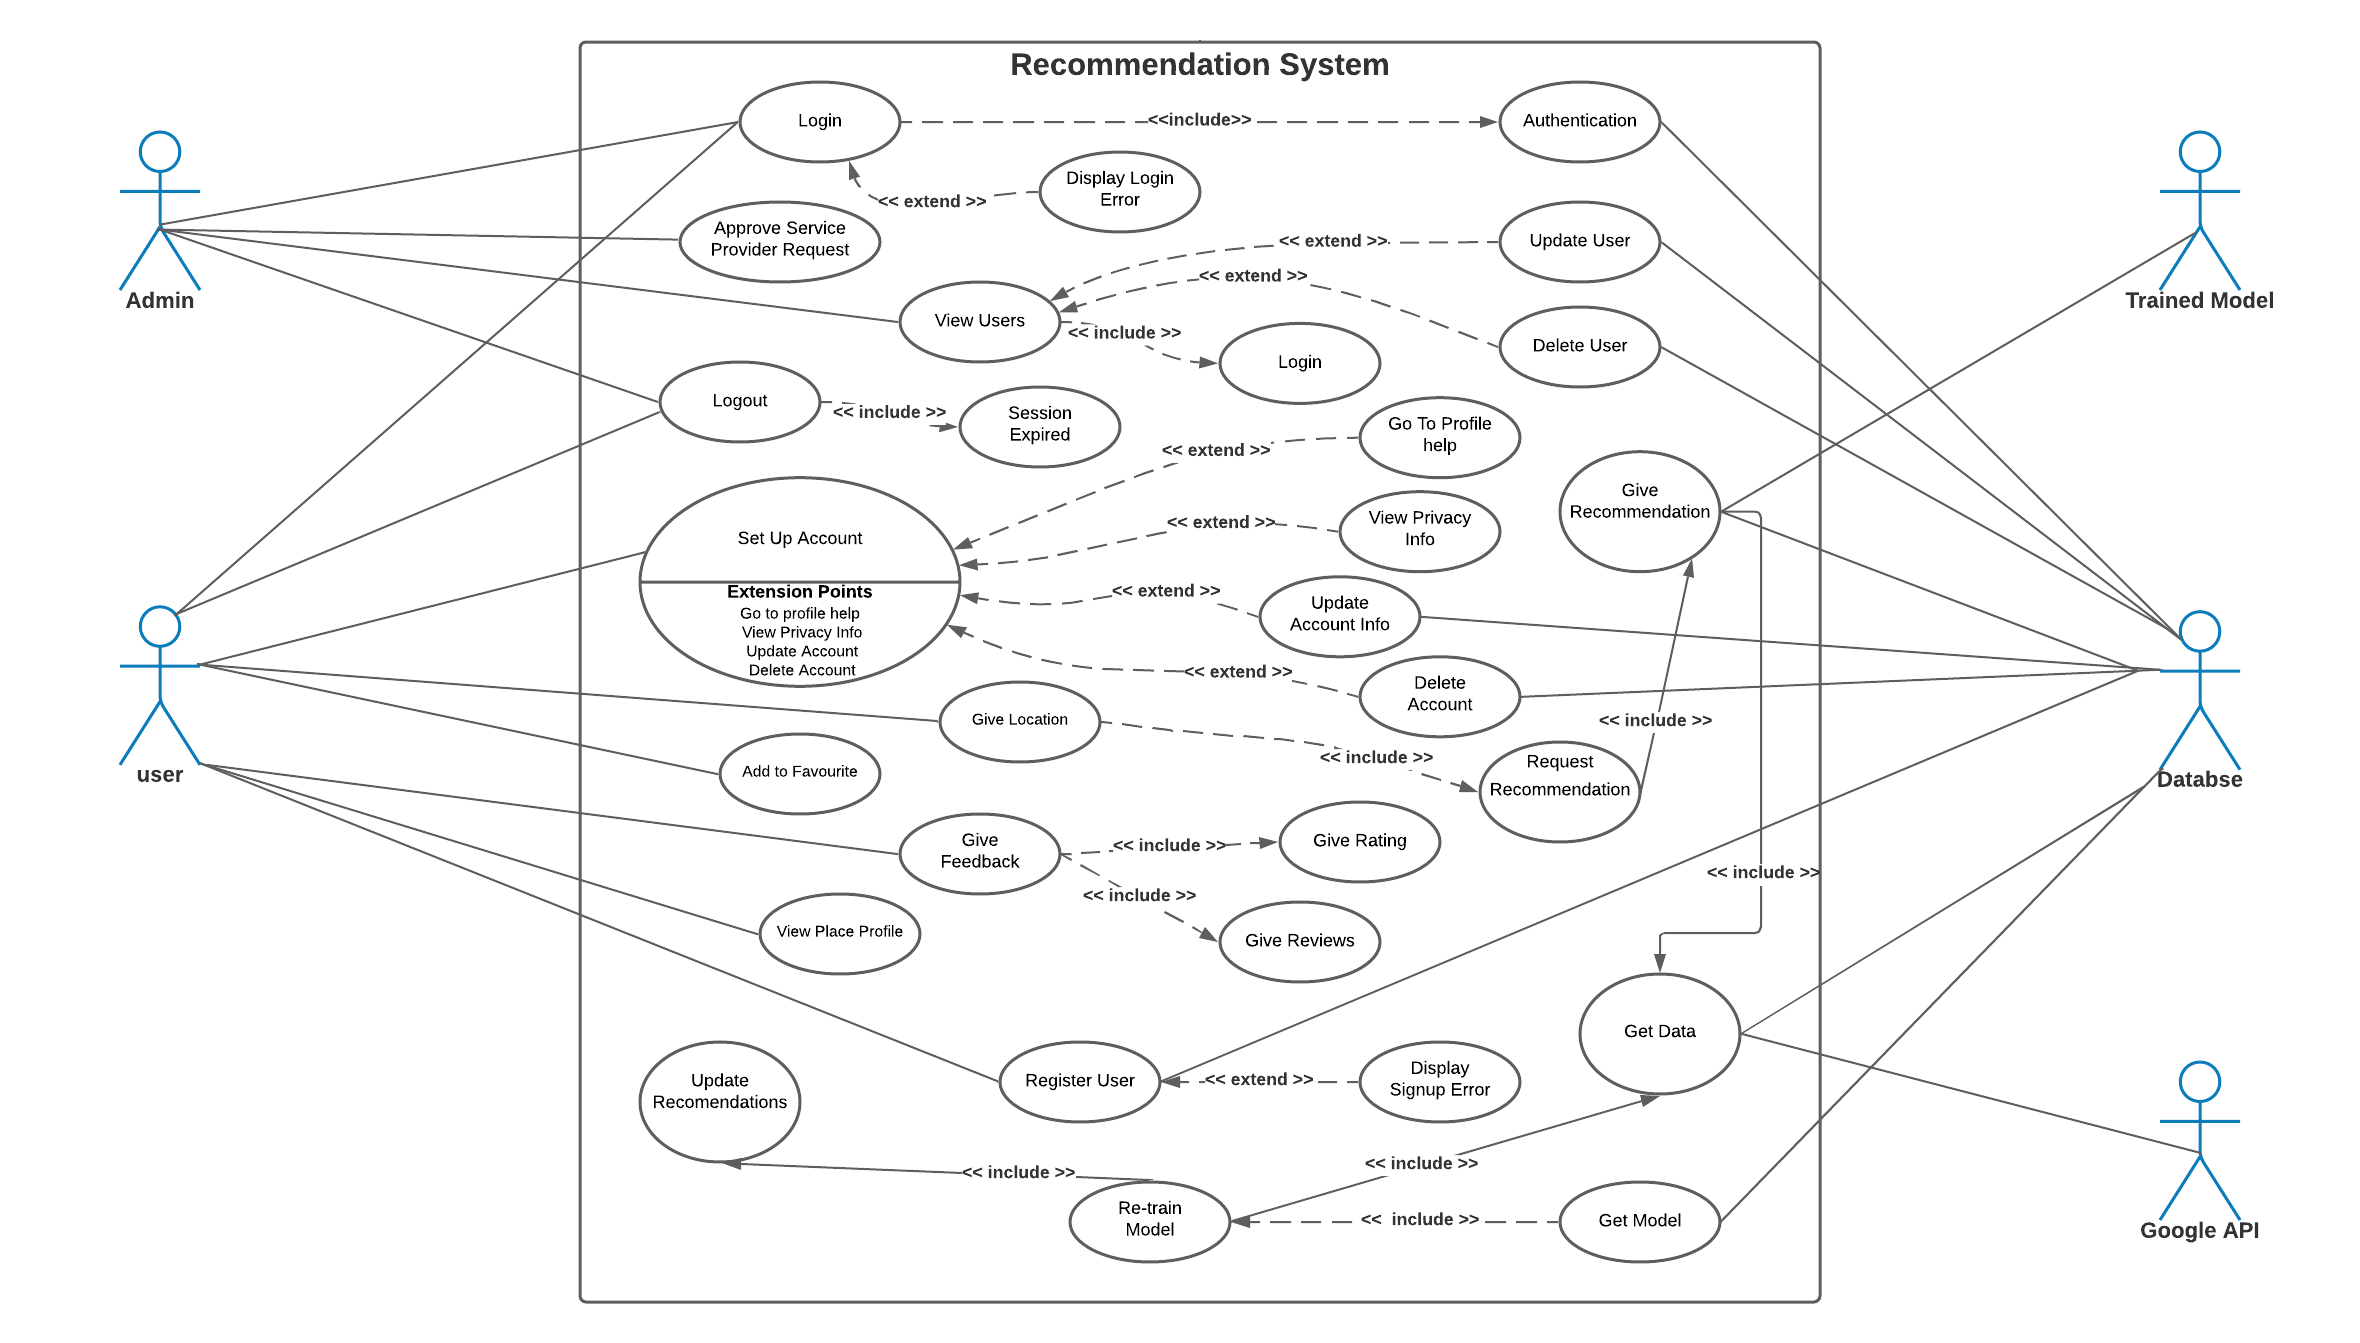 Recommendation System
Login
<<include>>
Authentication
Display Login
Error
<< extend >>
Approve Service
Provider Request
<< extend >>
Update User
<< extend >>
View Users
<< include >>
Delete User
Login
Admin
Trained Model
Logout
<< include >>
Session
Expired
Go To Profile
help
<< extend >>
Give
Recommendation
View Privacy
Info
<< extend >>
Set Up Account
Extension Points
Go to profile help
View Privacy Info
Update Account
Delete Account
<< extend >>
Update
Account Info
<< extend >>
Delete
Account
Give Location
<< include >>
<< include >>
Request
Recommendation
user
Databse
Add to Favourite
Give
Feedback
<< include >>
Give Rating
<< include >>
<< include >>
View Place Profile
Give Reviews
Get Data
Update
Recomendations
Register User
<< extend >>
Display
Signup Error
<< include >>
<< include >>
Re-train
Model
<<  include >>
Get Model
Google API